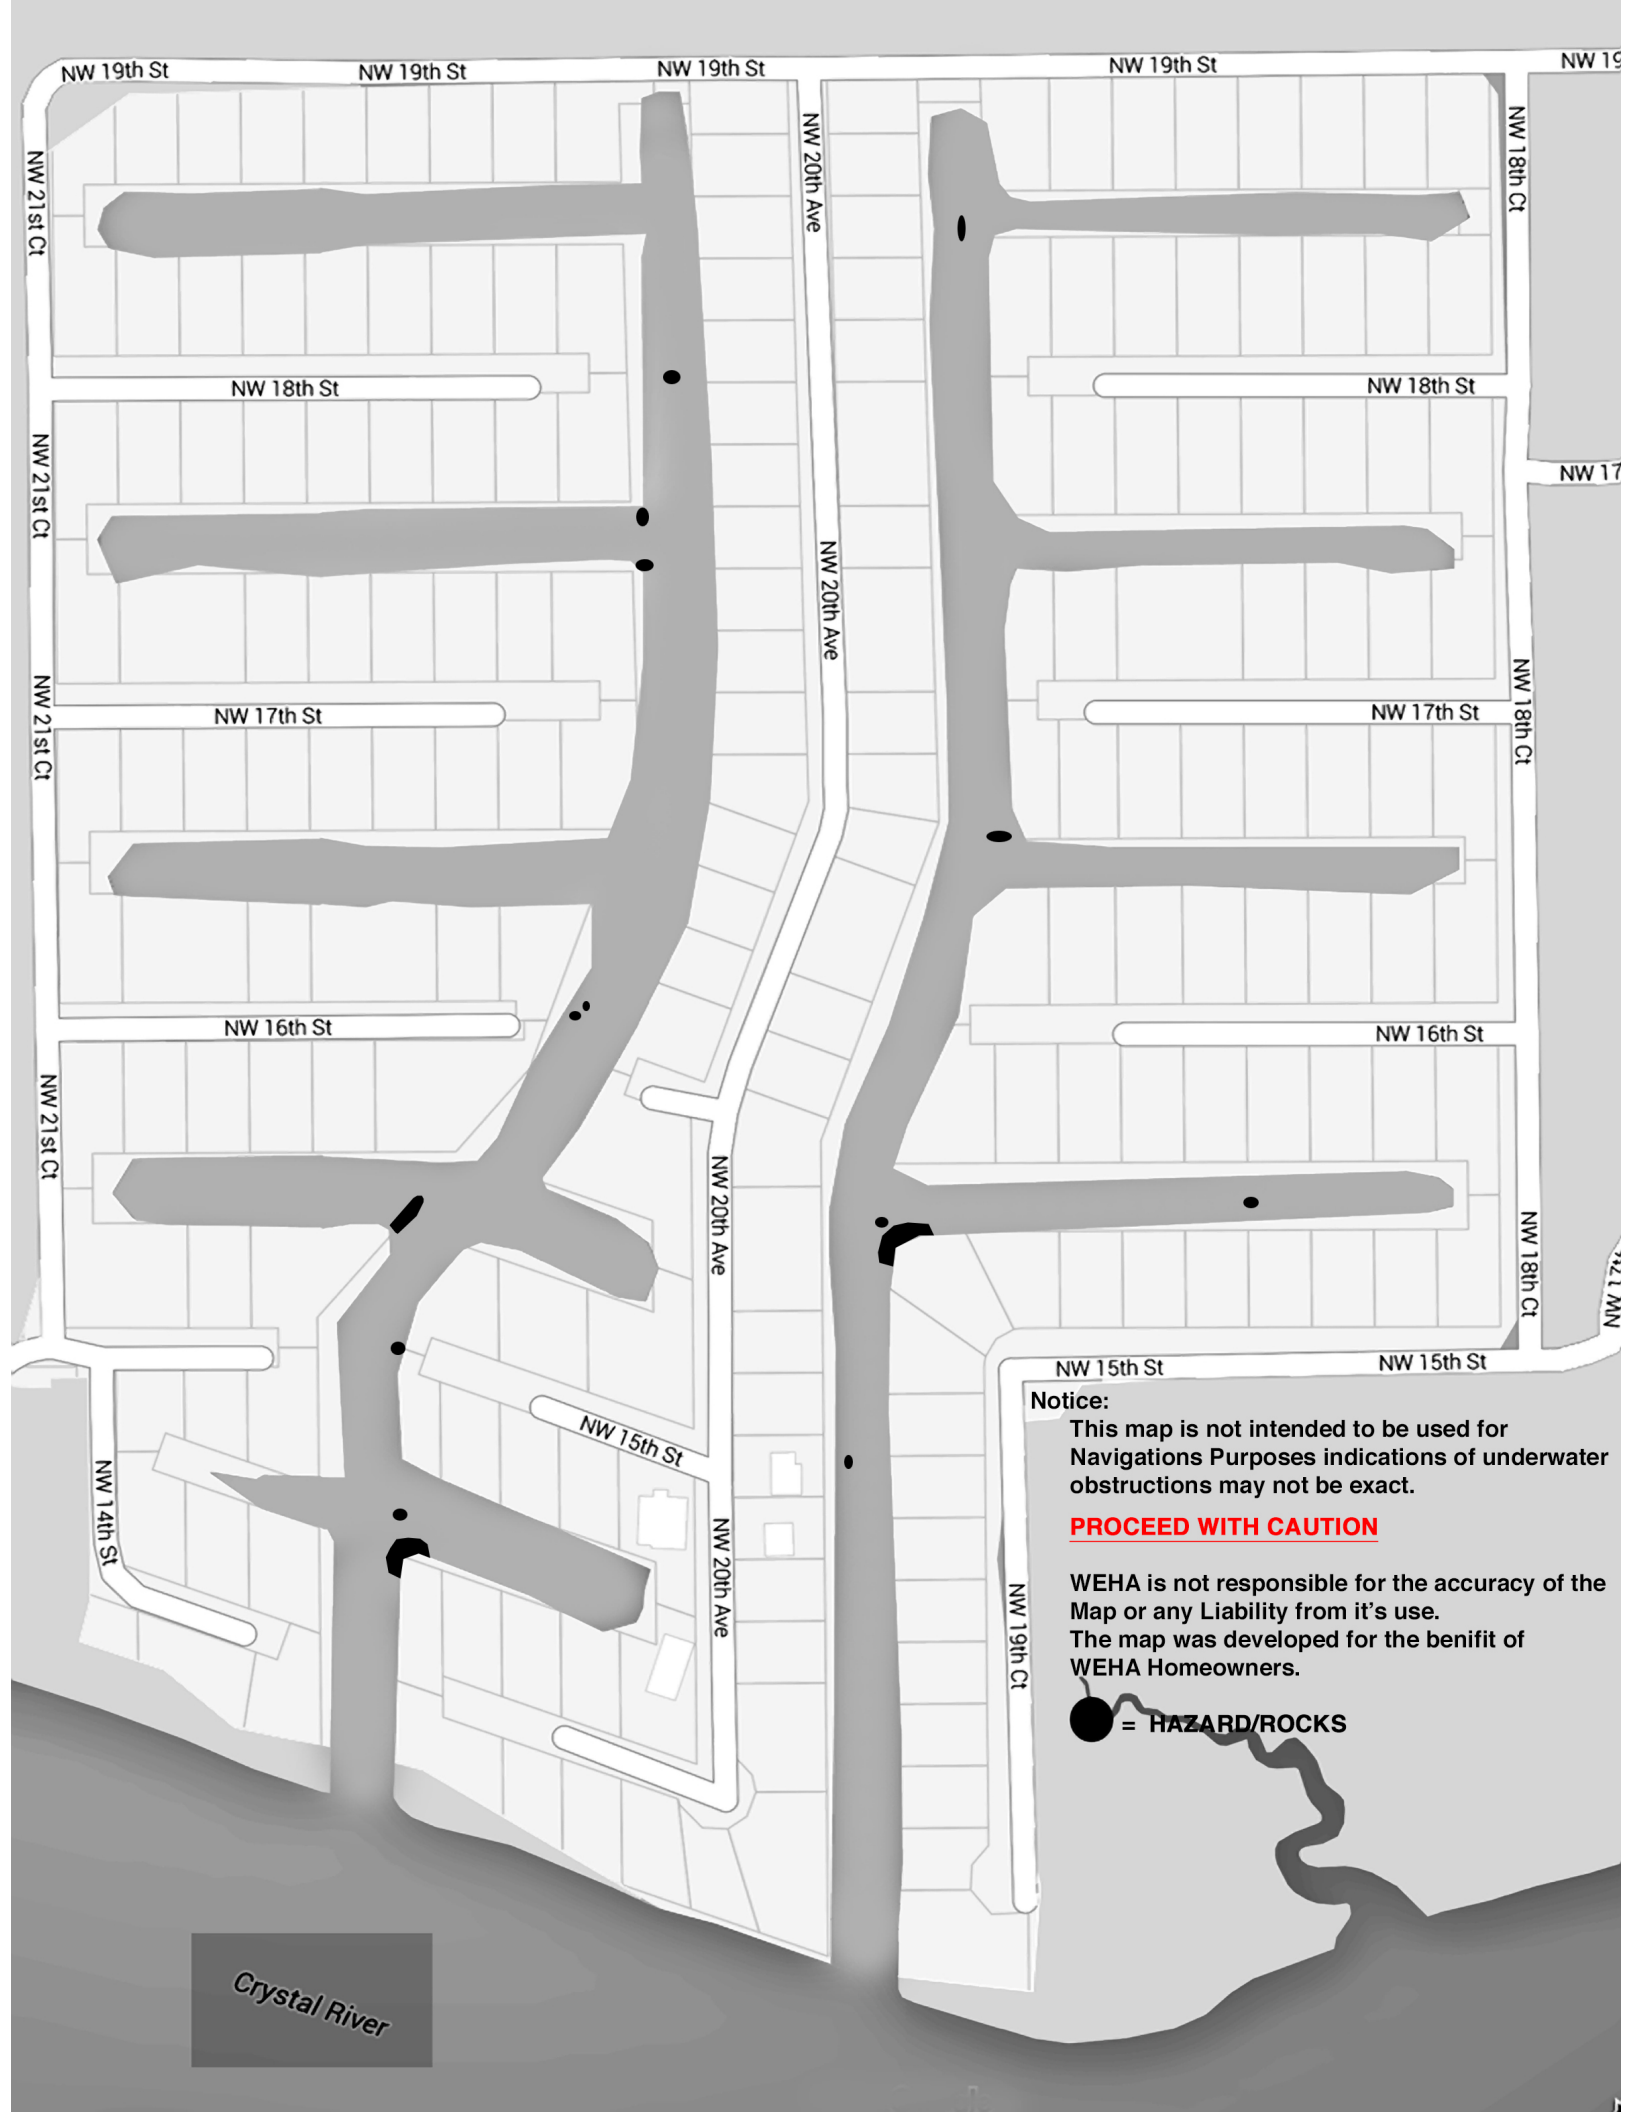 NW 19th St
NW 19th St
NW 19th St
NW 19th St
NW 19
NW 21st Ct
NW 20th Ave
NW 18th Ct
NW 18th St
NW 18th St
NW 21st Ct
NW 17
NW 20th Ave
NW 21st Ct
NW 17th St
NW 17th St
NW 18th Ct
NW 16th St
NW 16th St
NW 21st Ct
NW 20th Ave
NW 18th Ct
NW 17th
NW 15th St
NW 15th St
NW 15th St
NW 14th St
NW 20th Ave
NW 19th Ct
Notice:
This map is not intended to be used for
Navigations Purposes indications of underwater
obstructions may not be exact.
PROCEED WITH CAUTION
WEHA is not responsible for the accuracy of the
Map or any Liability from it's use.
The map was developed for the benifit of
WEHA Homeowners.
= HAZARD/ROCKS
Crystal River